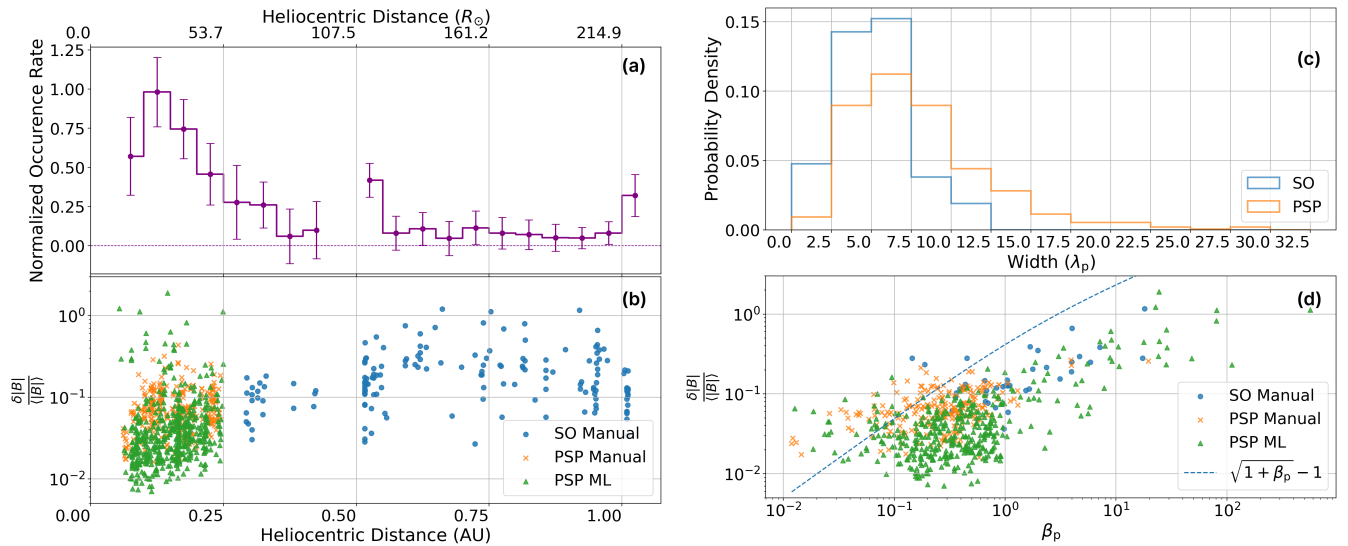 Heliocentric Distance (R⊙)
0.0 53.7 107.5 161.2 214.9
(a)
Normalized Occurence Rate
1.25
1.00
0.75
0.50
0.25
0.00
(b)
δ|B| / ⟨|B|⟩
10⁰
10⁻¹
10⁻²
SO Manual
PSP Manual
PSP ML
0.00 0.25 0.50 0.75 1.00
Heliocentric Distance (AU)
(c)
Probability Density
0.15
0.10
0.05
0.00
SO
PSP
0.0 2.5 5.0 7.5 10.0 12.5 15.0 17.5 20.0 22.5 25.0 27.5 30.0 32.5
Width (λₚ)
(d)
δ|B| / ⟨|B|⟩
10⁰
10⁻¹
10⁻²
SO Manual
PSP Manual
PSP ML
√(1 + βₚ) − 1
10⁻² 10⁻¹ 10⁰ 10¹ 10²
βₚ